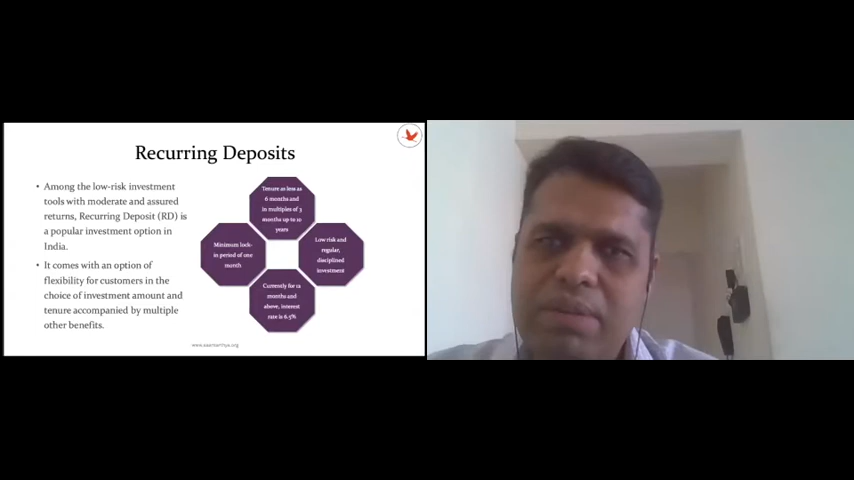 Recurring Deposits
• Among the low-risk investment
tools with moderate and assured
returns, Recurring Deposit (RD) is
a popular investment option in
India.
• It comes with an option of
flexibility for customers in the
choice of investment amount and
tenure accompanied by multiple
other benefits.
Tenure as less as
6 months and
in multiples of 3
months up to 10
years
Minimum lock-
in period of one
month
Low risk and
regular,
disciplined
investment
Currently for 12
months and
above, interest
rate is 6.5%